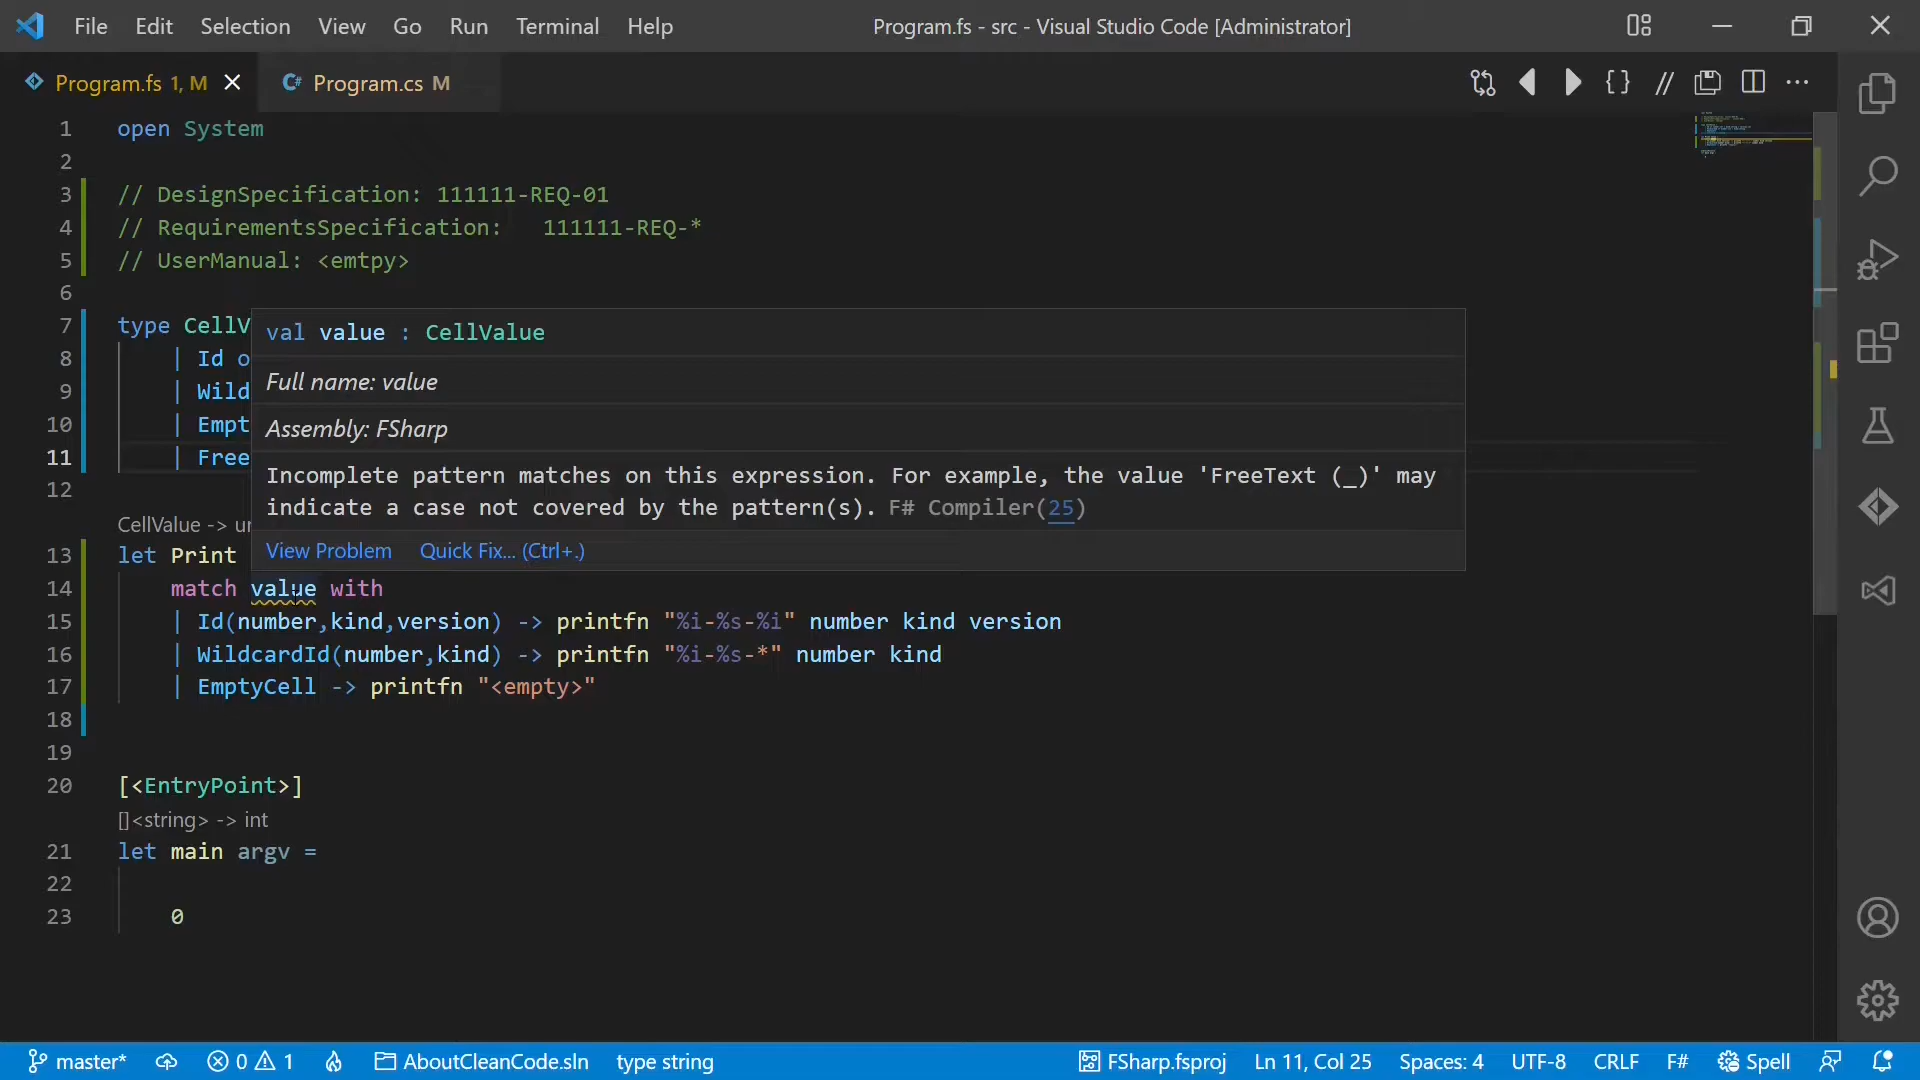 File Edit Selection View Go Run Terminal Help Program.fs - src - Visual Studio Code [Administrator]
Program.fs 1, M C# Program.cs M
1 open System
2
3 // DesignSpecification: 111111-REQ-01
4 // RequirementsSpecification: 111111-REQ-*
5 // UserManual: <emtpy>
6
7 type CellV
8 | Id o
9 | Wild
10 | Empt
11 | Free
12
val value : CellValue
Full name: value
Assembly: FSharp
Incomplete pattern matches on this expression. For example, the value 'FreeText (_)' may
indicate a case not covered by the pattern(s). F# Compiler(25)
View Problem Quick Fix... (Ctrl+.)
CellValue -> un
13 let Print
14 match value with
15 | Id(number,kind,version) -> printfn "%i-%s-%i" number kind version
16 | WildcardId(number,kind) -> printfn "%i-%s-*" number kind
17 | EmptyCell -> printfn "<empty>"
18
19
20 [<EntryPoint>]
[]<string> -> int
21 let main argv =
22
23 0
master* 0 1 AboutCleanCode.sln type string FSharp.fsproj Ln 11, Col 25 Spaces: 4 UTF-8 CRLF F# Spell